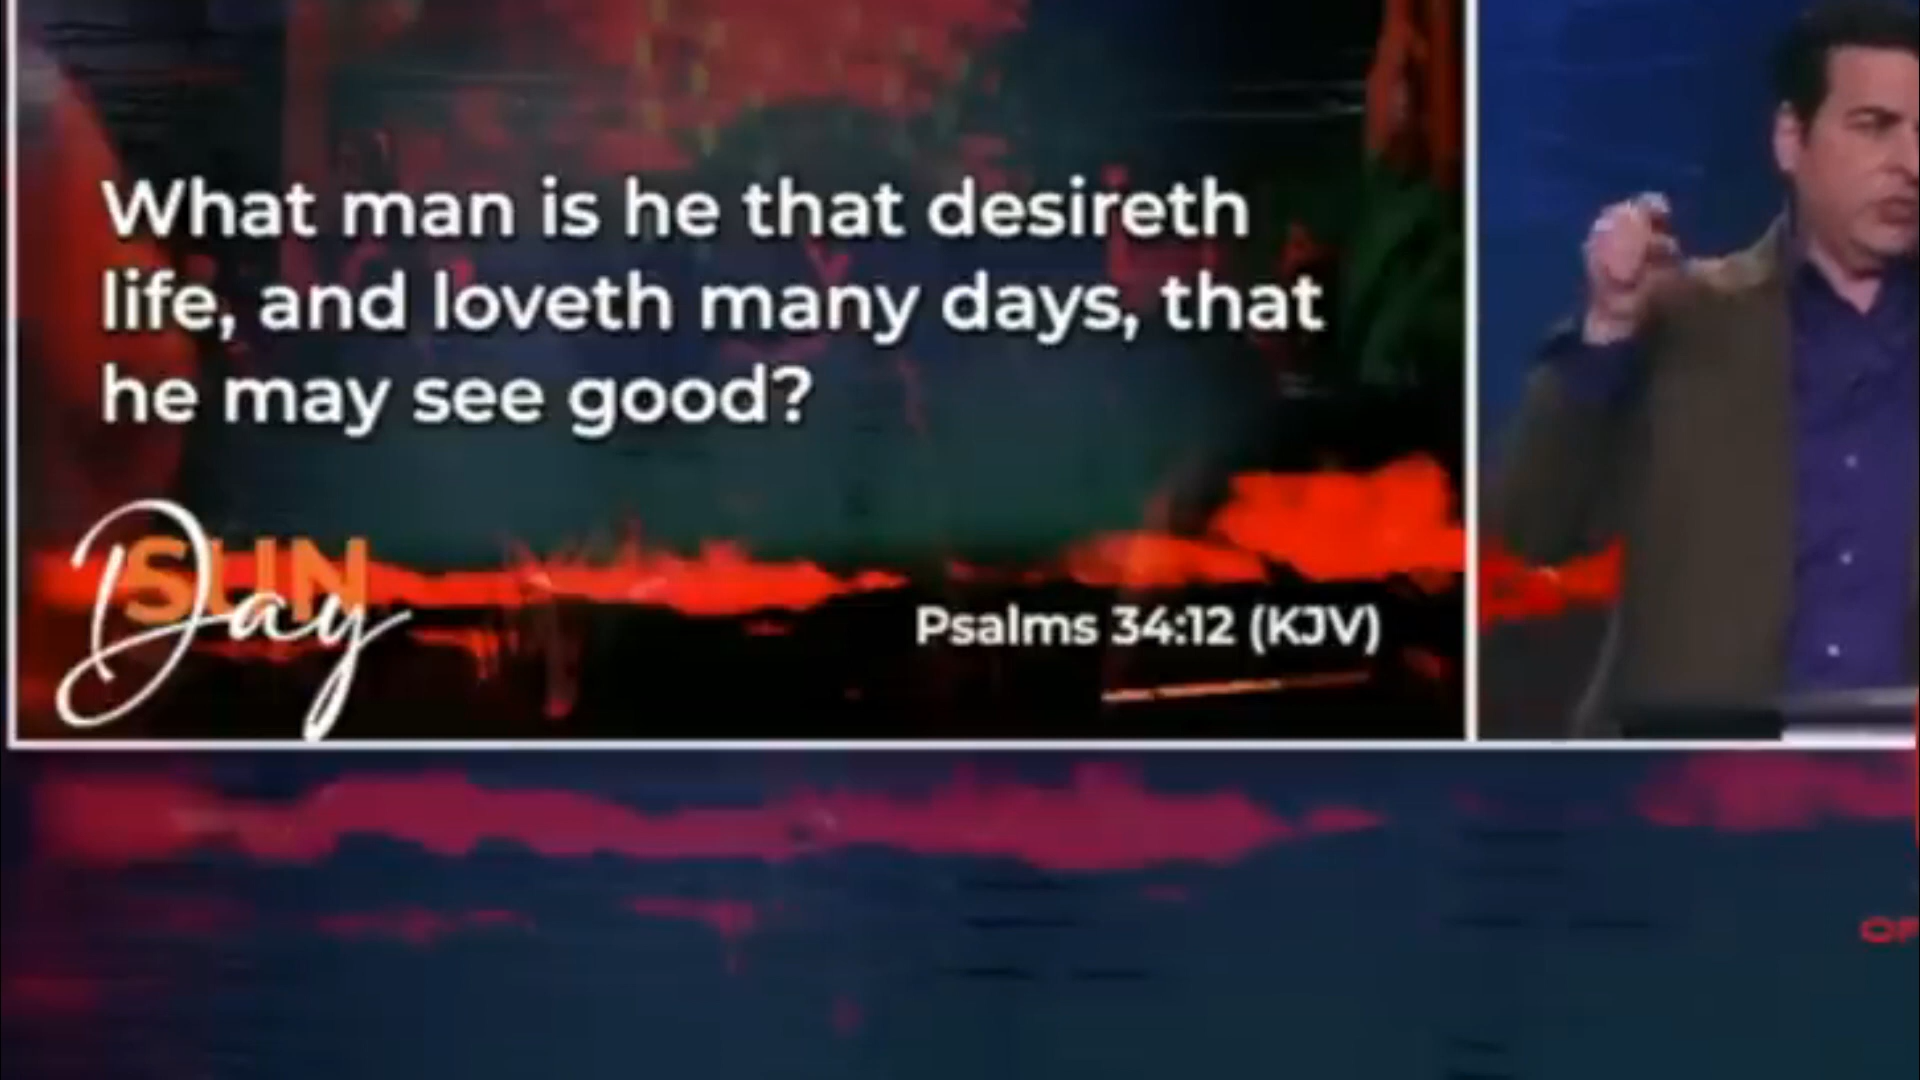 What man is he that desireth
life, and loveth many days, that
he may see good?
SUN
Day
Psalms 34:12 (KJV)